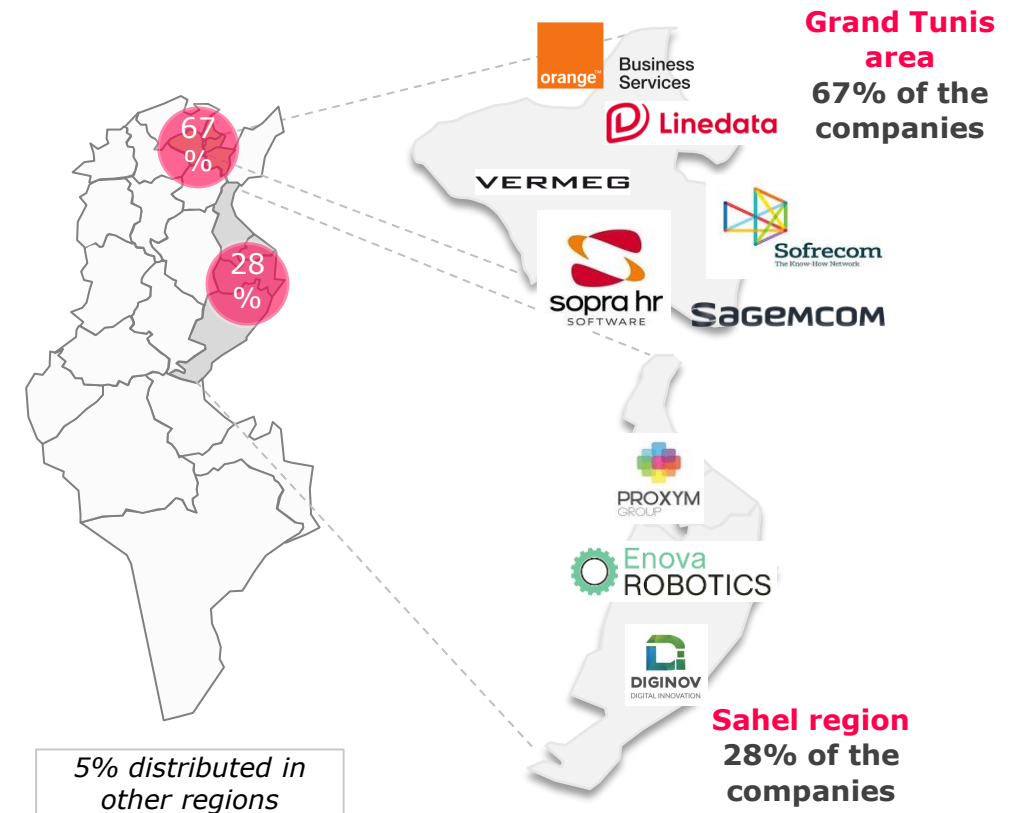 Grand Tunis
area
67% of the
companies
orange™
Business
Services
Linedata
VERMEG
Sofrecom
The Know-How Network
sopra hr
SOFTWARE
SAGEMCOM
67
%
28
%
PROXYM
GROUP
Enova
ROBOTICS
DIGINOV
DIGITAL INNOVATION
Sahel region
28% of the
companies
5% distributed in
other regions